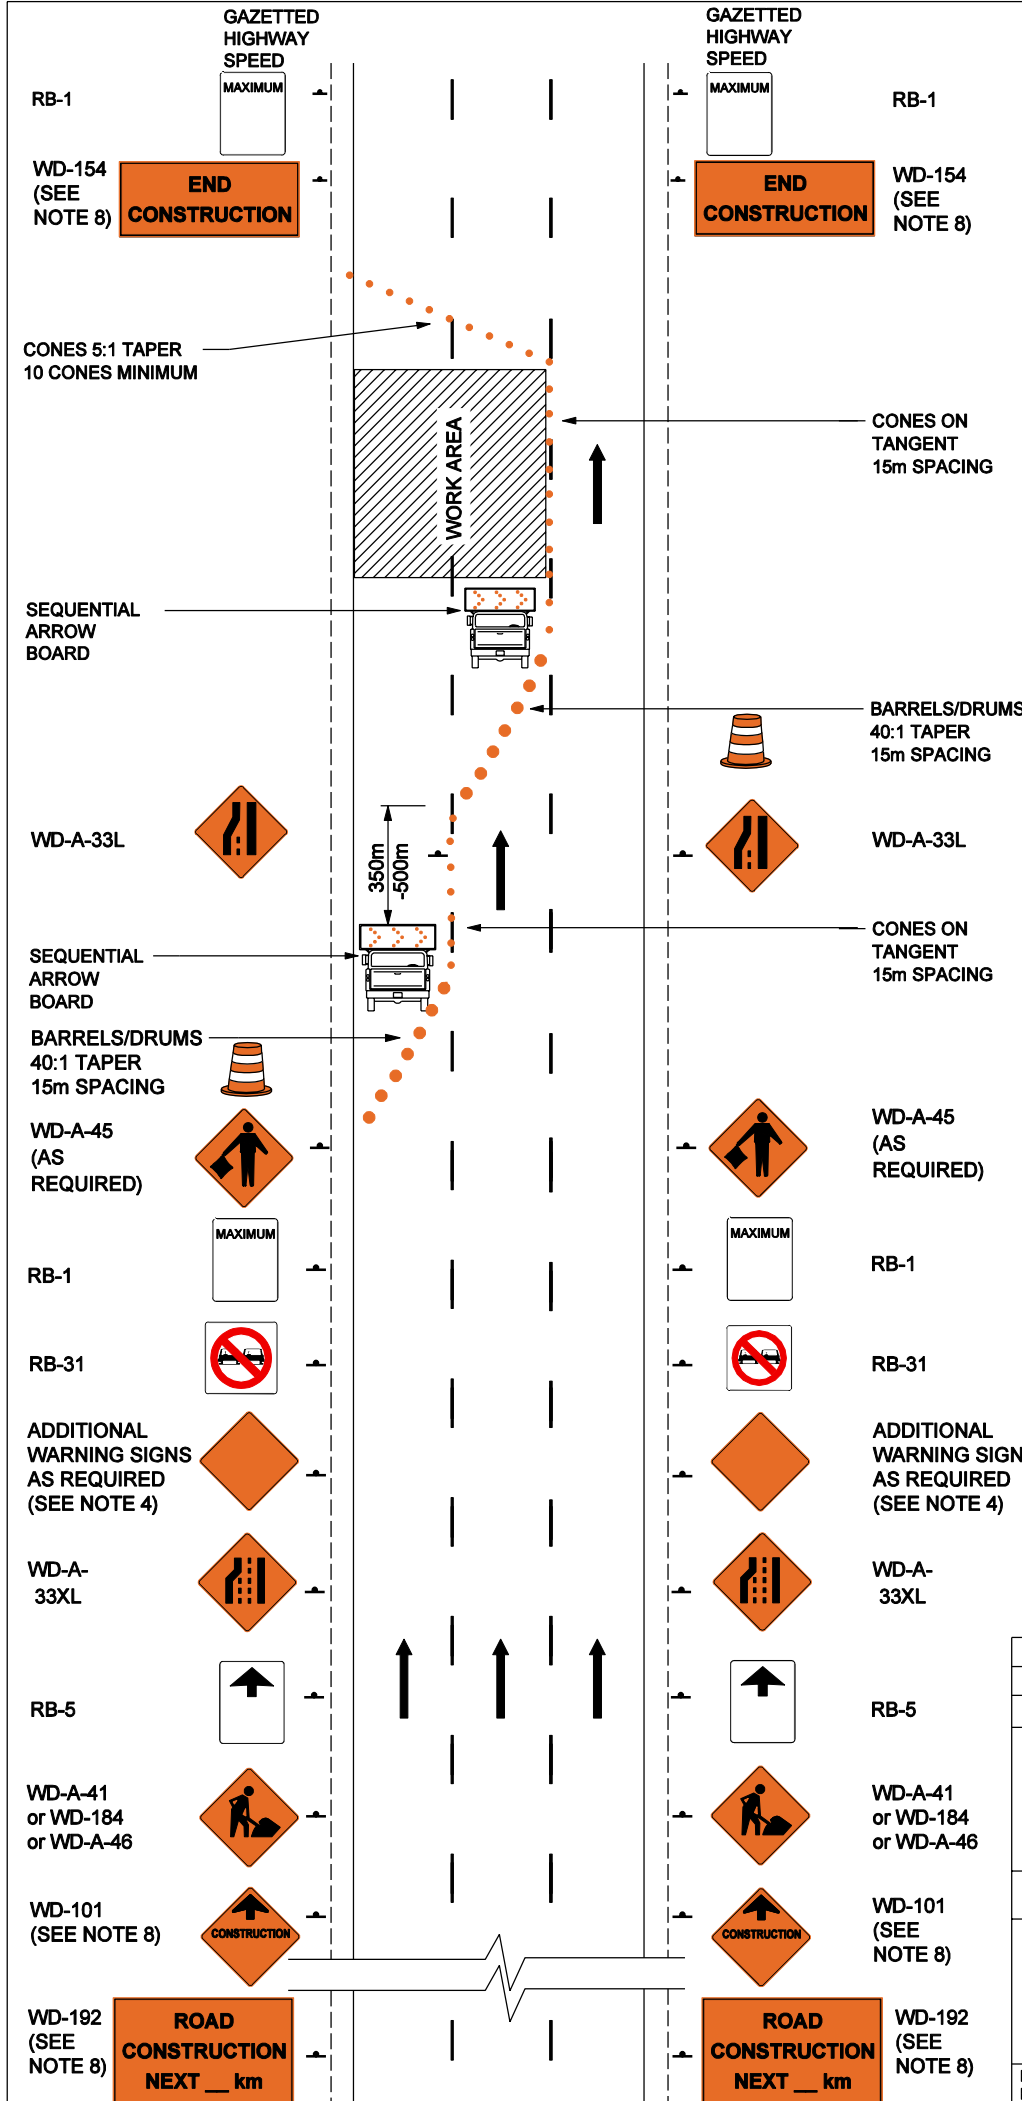 GAZETTED
HIGHWAY
SPEED
GAZETTED
HIGHWAY
SPEED
RB-1
MAXIMUM
MAXIMUM
RB-1
WD-154
(SEE
NOTE 8)
END
CONSTRUCTION
END
CONSTRUCTION
WD-154
(SEE
NOTE 8)
CONES 5:1 TAPER
10 CONES MINIMUM
WORK AREA
CONES ON
TANGENT
15m SPACING
SEQUENTIAL
ARROW
BOARD
BARRELS/DRUMS
40:1 TAPER
15m SPACING
WD-A-33L
350m
-500m
WD-A-33L
SEQUENTIAL
ARROW
BOARD
CONES ON
TANGENT
15m SPACING
BARRELS/DRUMS
40:1 TAPER
15m SPACING
WD-A-45
(AS
REQUIRED)
WD-A-45
(AS
REQUIRED)
RB-1
MAXIMUM
MAXIMUM
RB-1
RB-31
RB-31
ADDITIONAL
WARNING SIGNS
AS REQUIRED
(SEE NOTE 4)
ADDITIONAL
WARNING SIGN
AS REQUIRED
(SEE NOTE 4)
WD-A-
33XL
WD-A-
33XL
RB-5
RB-5
WD-A-41
or WD-184
or WD-A-46
WD-A-41
or WD-184
or WD-A-46
WD-101
(SEE NOTE 8)
CONSTRUCTION
CONSTRUCTION
WD-101
(SEE
NOTE 8)
WD-192
(SEE
NOTE 8)
ROAD
CONSTRUCTION
NEXT __ km
ROAD
CONSTRUCTION
NEXT __ km
WD-192
(SEE
NOTE 8)